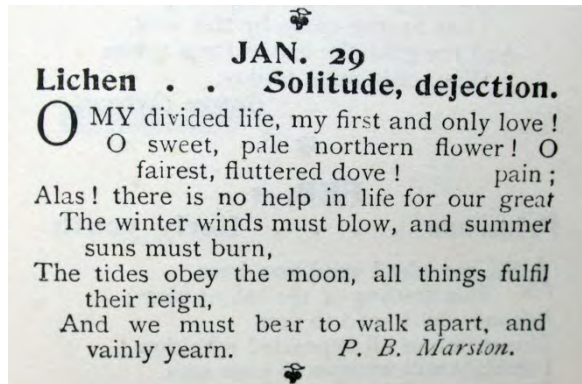 JAN. 29
Lichen . . Solitude, dejection.
O MY divided life, my first and only love !
O sweet, pale northern flower ! O
fairest, fluttered dove ! pain ;
Alas ! there is no help in life for our great
The winter winds must blow, and summer
suns must burn,
The tides obey the moon, all things fulfil
their reign,
And we must bear to walk apart, and
vainly yearn. P. B. Marston.